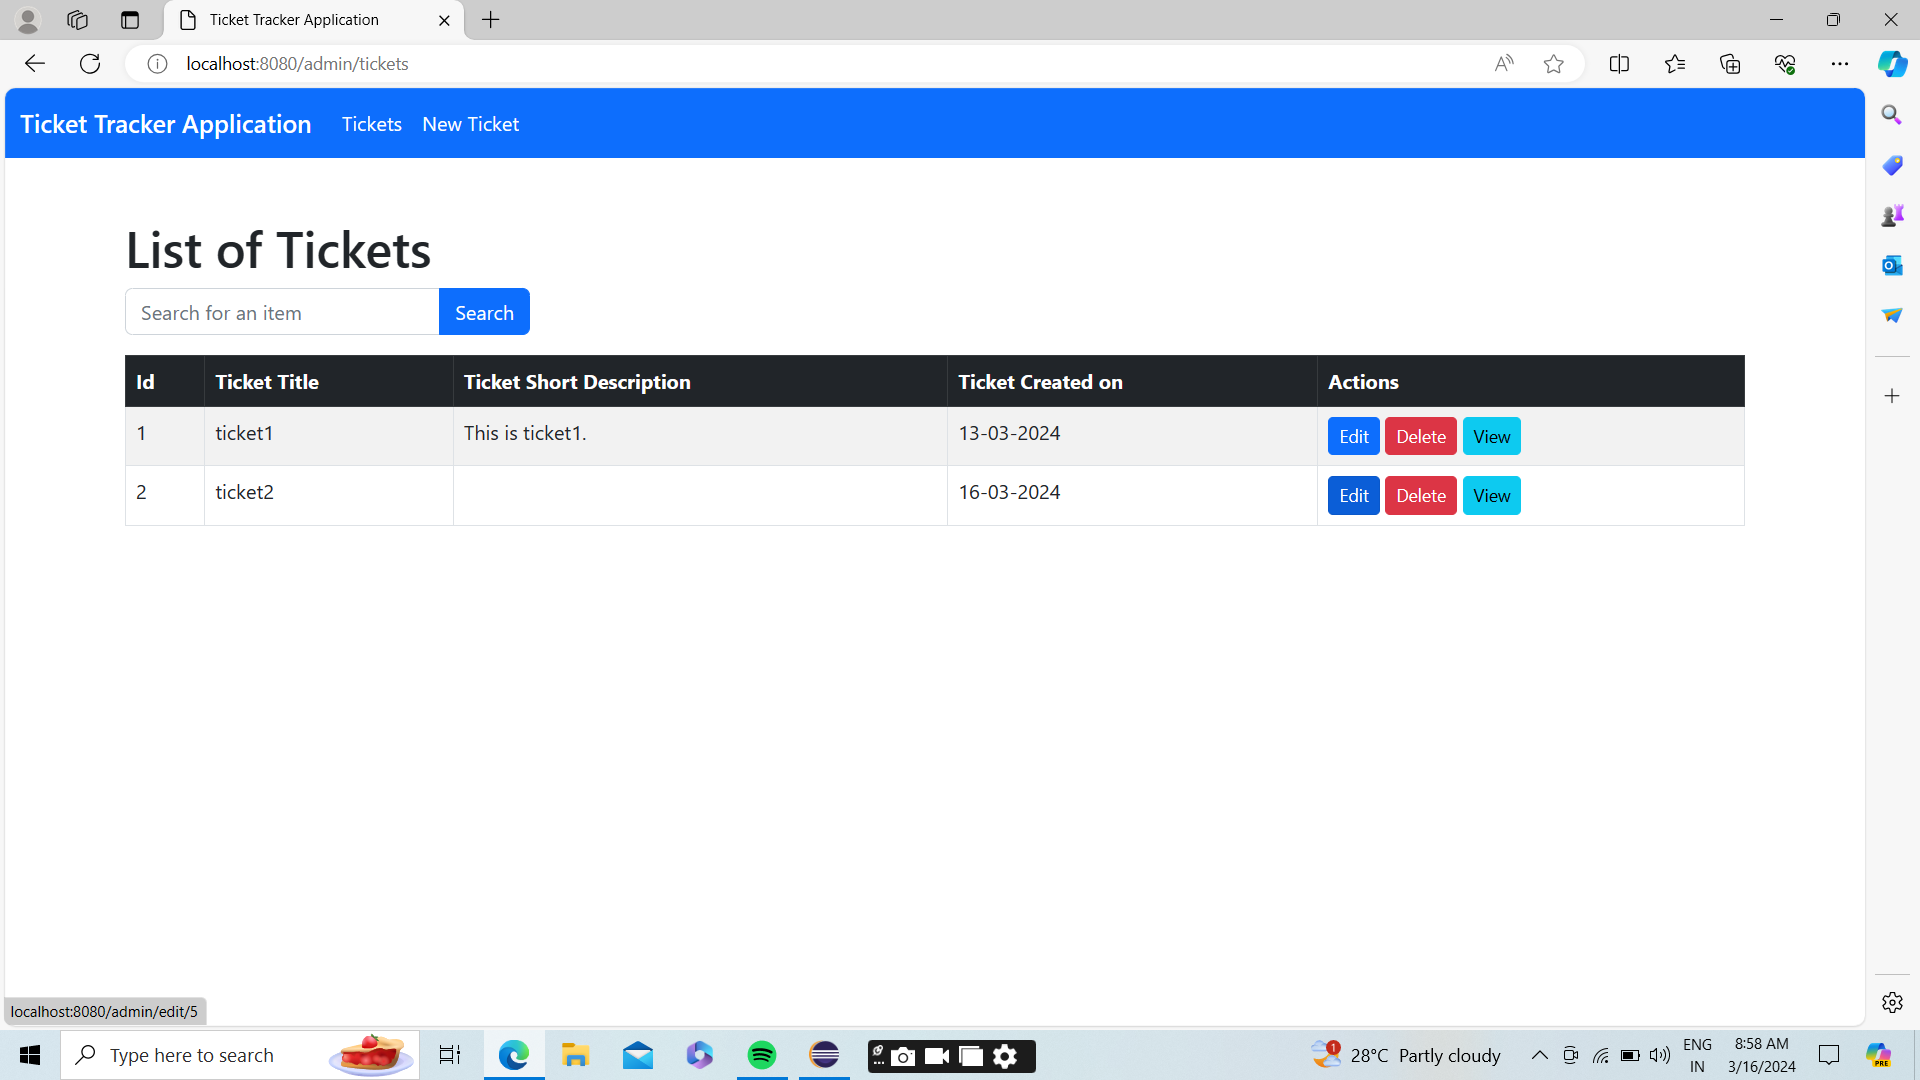 Ticket Tracker Application
localhost:8080/admin/tickets
Ticket Tracker Application Tickets New Ticket
List of Tickets
Search for an item Search
Id Ticket Title Ticket Short Description Ticket Created on Actions
1 ticket1 This is ticket1. 13-03-2024 Edit Delete View
2 ticket2 16-03-2024 Edit Delete View
localhost:8080/admin/edit/5
Type here to search
1
28°C Partly cloudy
ENG
IN
8:58 AM
3/16/2024
PRE